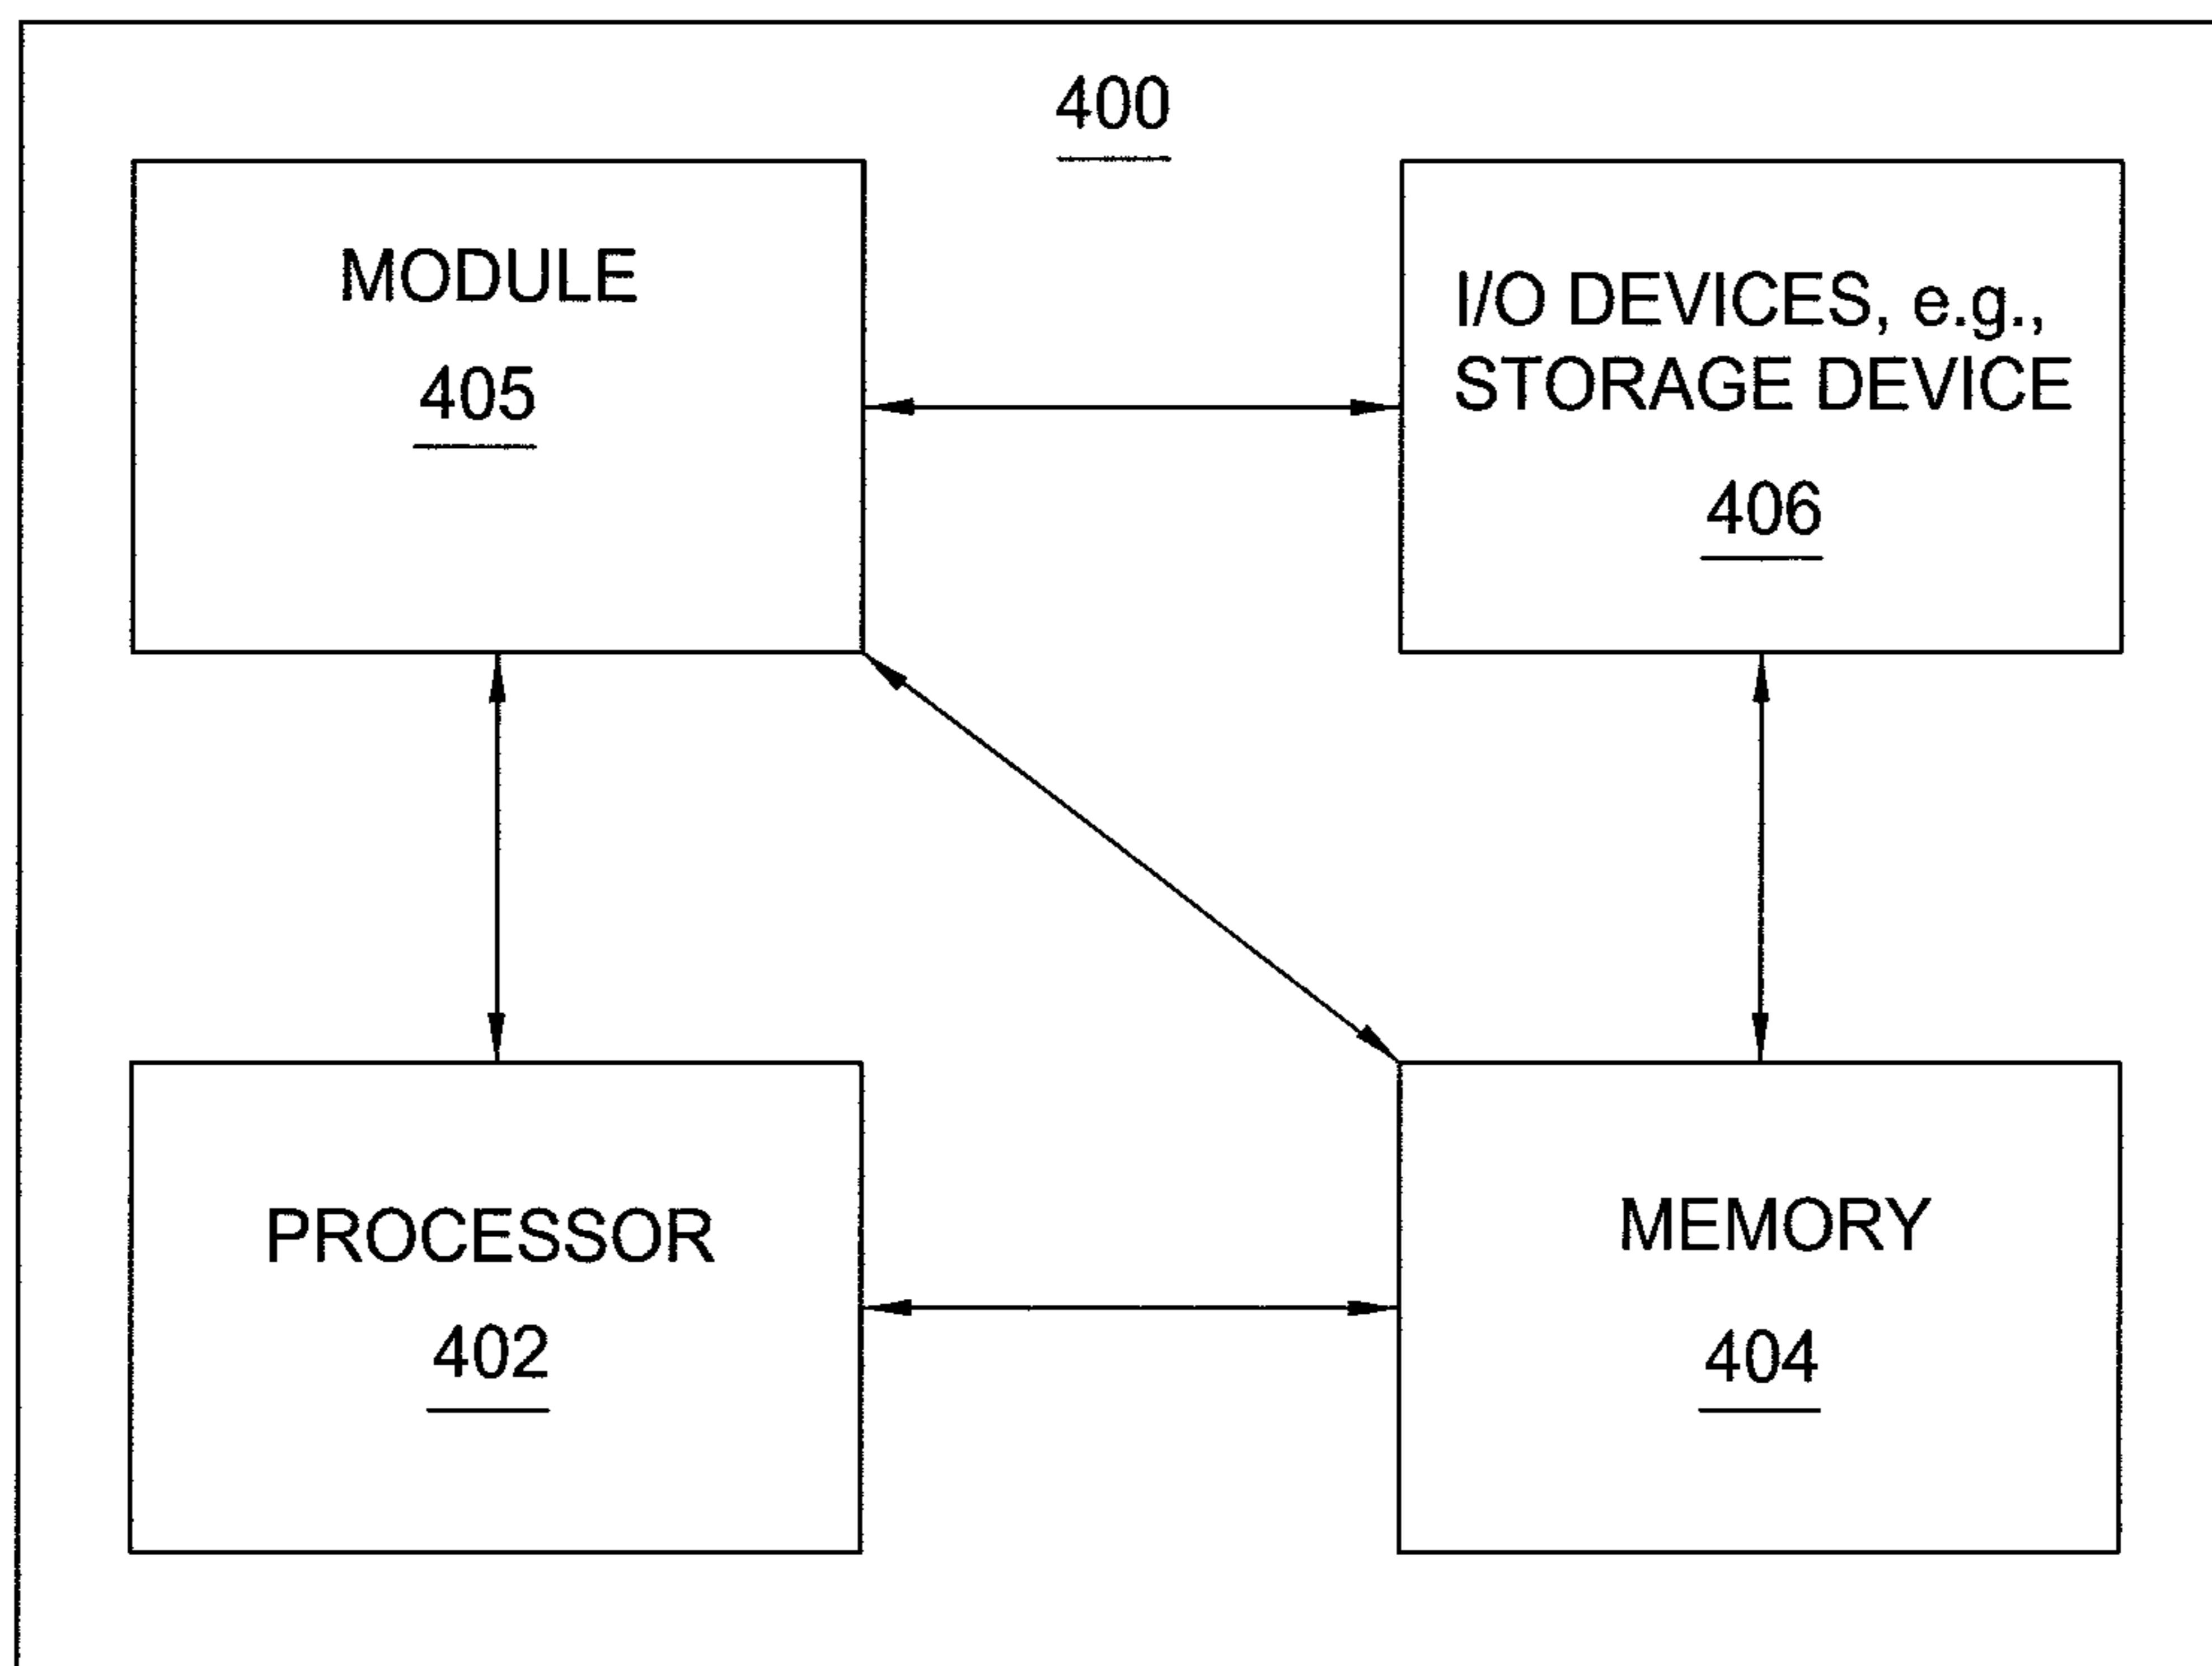 400
MODULE
405
I/O DEVICES, e.g.,
STORAGE DEVICE
406
PROCESSOR
402
MEMORY
404